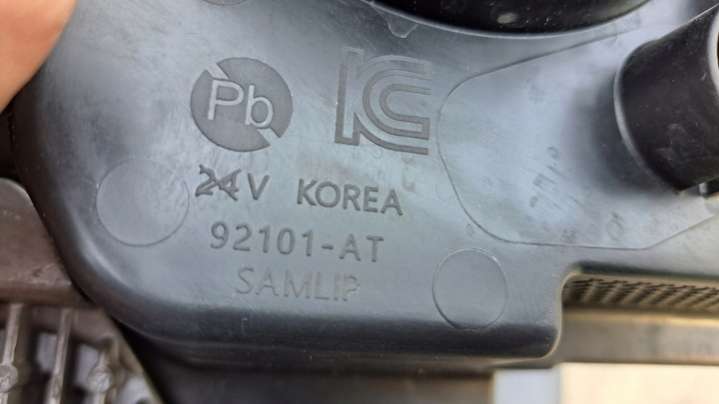 Pb
KC
24V KOREA
92101-AT
SAMLIP